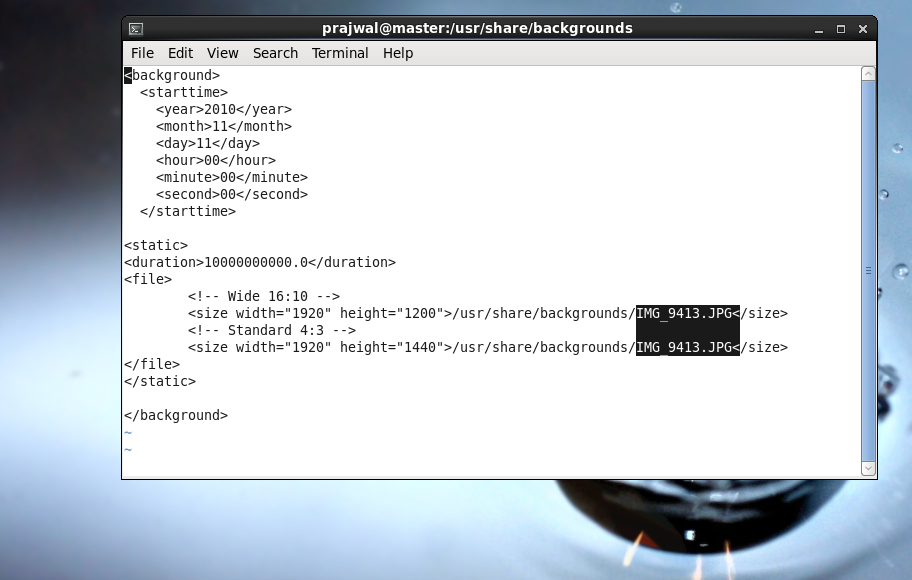 prajwal@master:/usr/share/backgrounds
File Edit View Search Terminal Help
<background>
  <starttime>
    <year>2010</year>
    <month>11</month>
    <day>11</day>
    <hour>00</hour>
    <minute>00</minute>
    <second>00</second>
  </starttime>

<static>
<duration>10000000000.0</duration>
<file>
        <!-- Wide 16:10 -->
        <size width="1920" height="1200">/usr/share/backgrounds/IMG_9413.JPG</size>
        <!-- Standard 4:3 -->
        <size width="1920" height="1440">/usr/share/backgrounds/IMG_9413.JPG</size>
</file>
</static>

</background>
~
~